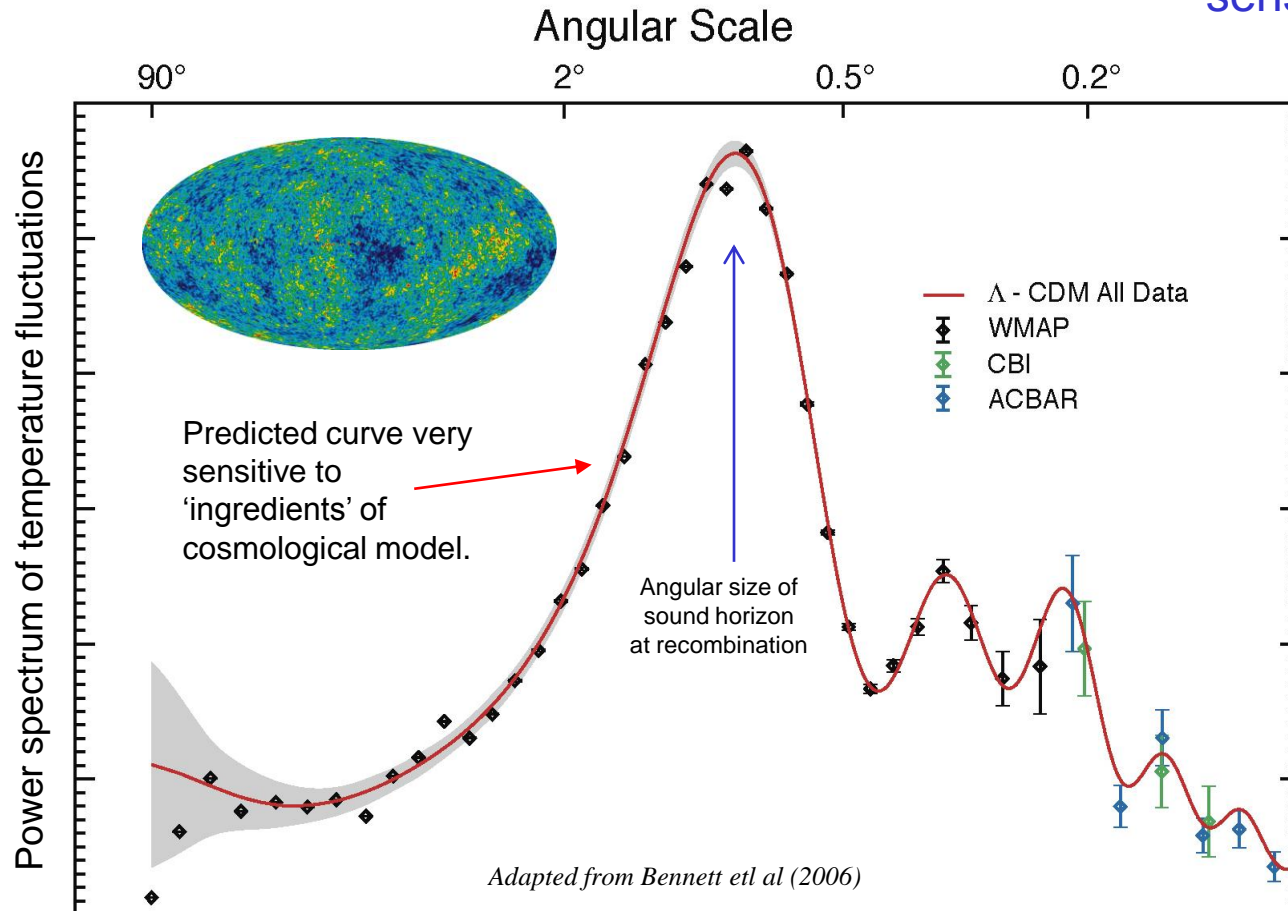 Angular Scale
90° 2° 0.5° 0.2°
Power spectrum of temperature fluctuations
Λ - CDM All Data
WMAP
CBI
ACBAR
Predicted curve very
sensitive to
‘ingredients’ of
cosmological model.
Angular size of
sound horizon
at recombination
Adapted from Bennett etl al (2006)